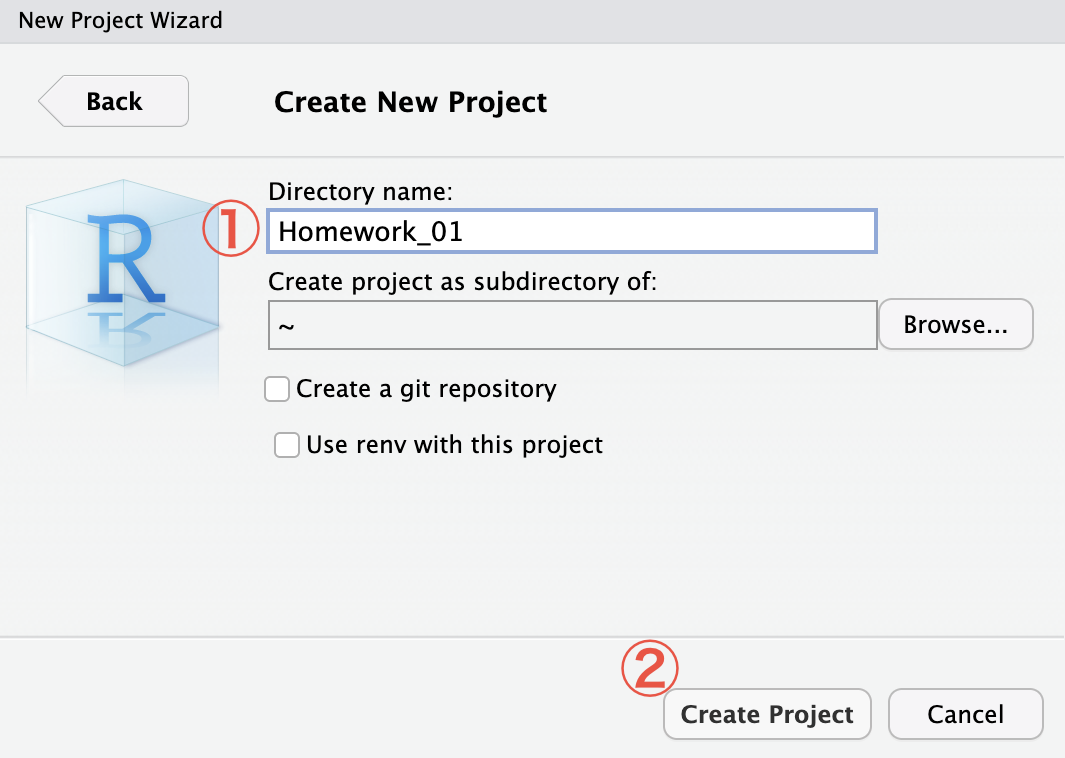 New Project Wizard
Back
Create New Project
R
Directory name:
① Homework_01
Create project as subdirectory of:
~ Browse...
Create a git repository
Use renv with this project
②
Create Project Cancel